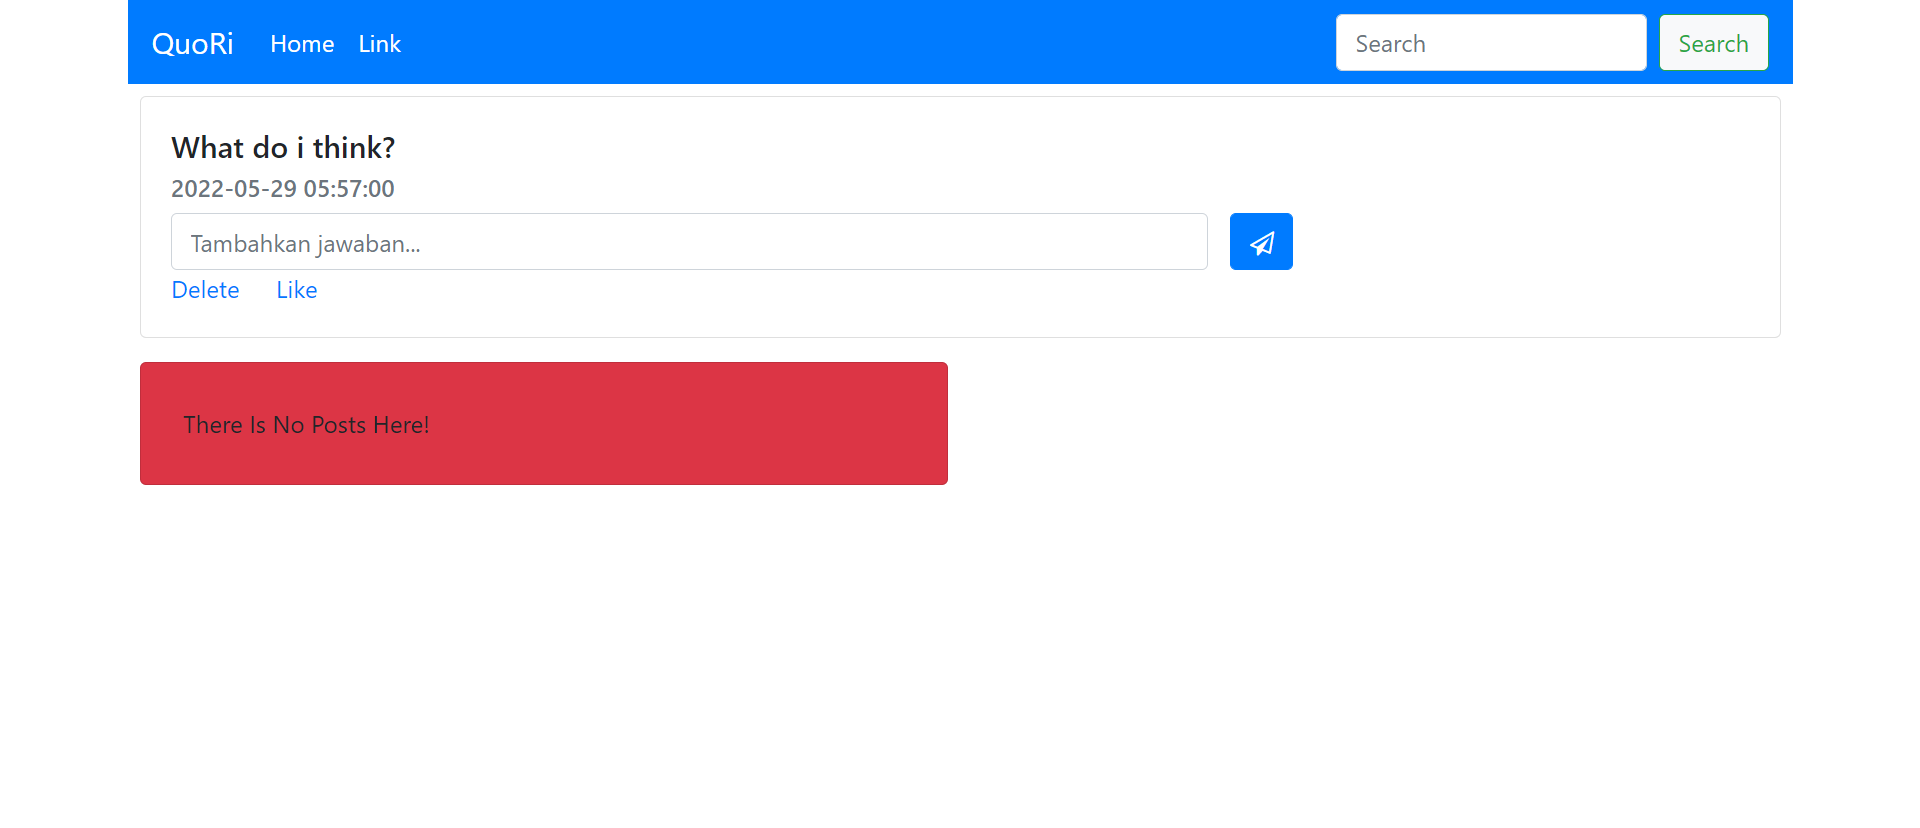 QuoRi Home Link Search Search
What do i think?
2022-05-29 05:57:00
Tambahkan jawaban...
Delete Like
There Is No Posts Here!